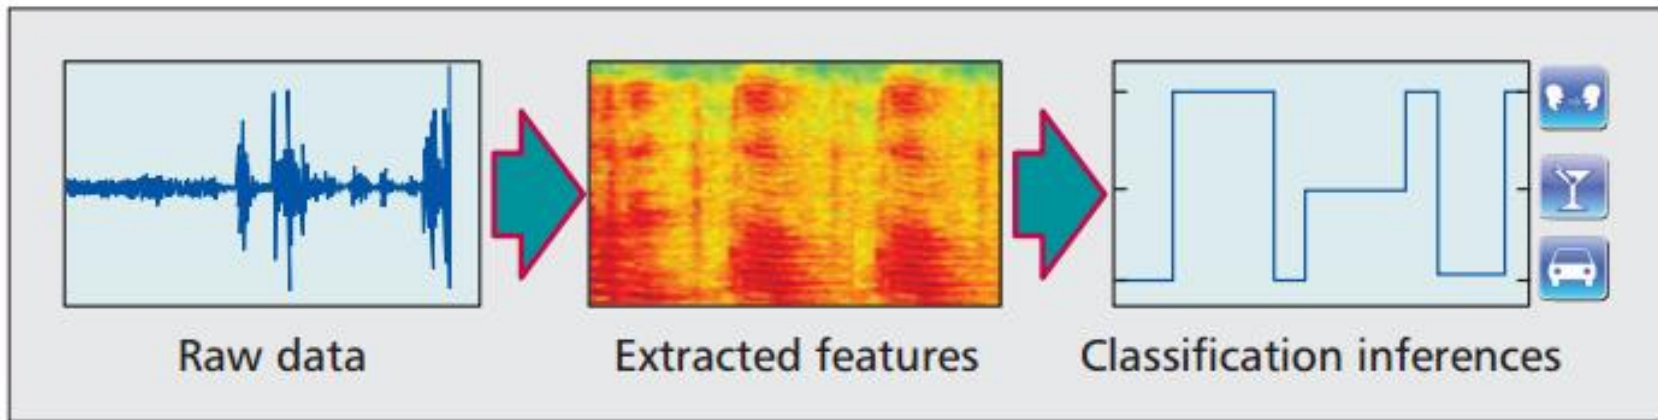 Raw data
Extracted features
Classification inferences